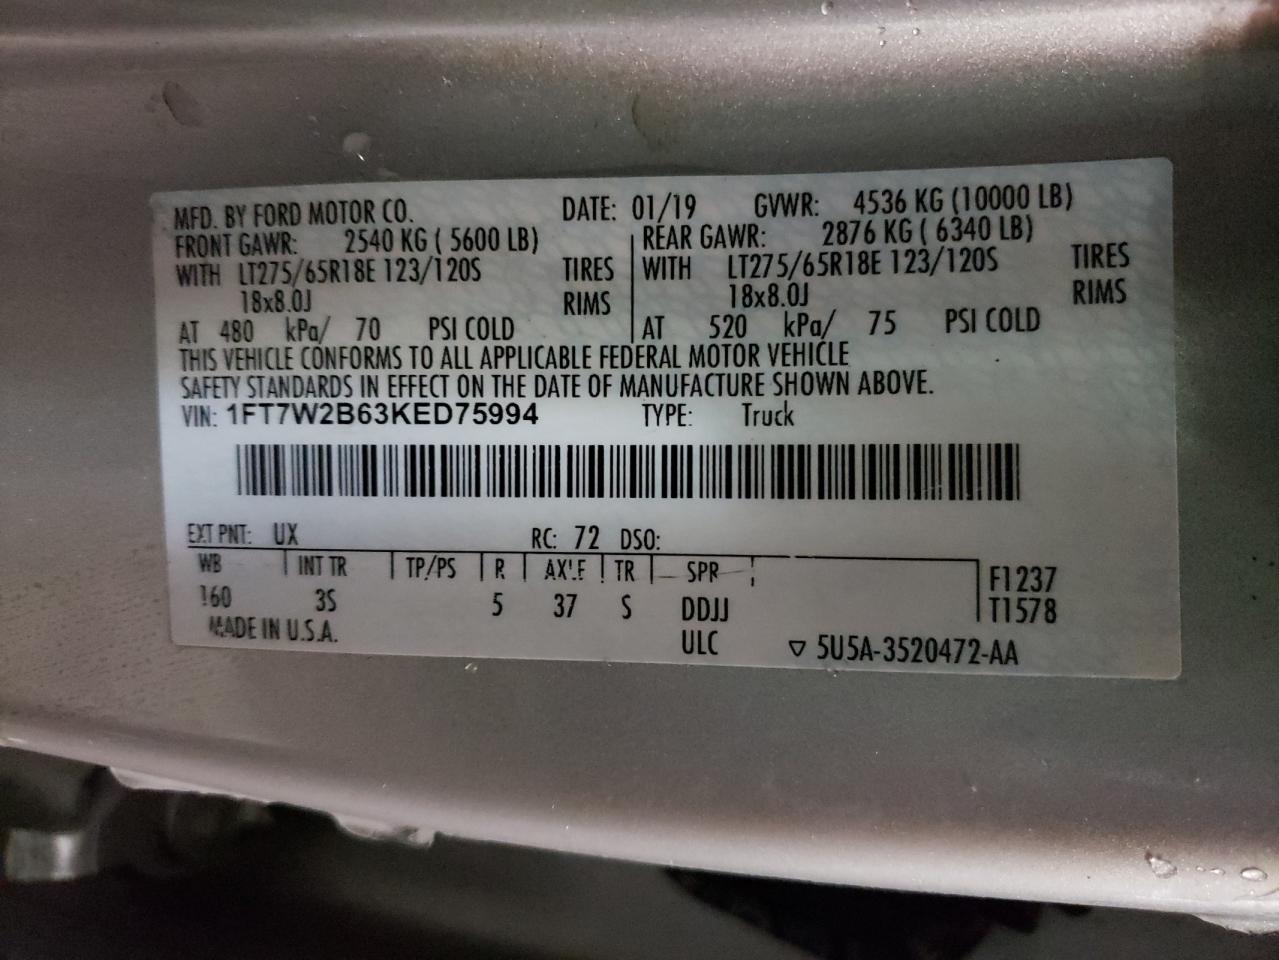 MFD. BY FORD MOTOR CO. DATE: 01/19 GVWR: 4536 KG (10000 LB)
FRONT GAWR: 2540 KG ( 5600 LB) REAR GAWR: 2876 KG ( 6340 LB)
WITH LT275/65R18E 123/120S TIRES WITH LT275/65R18E 123/120S TIRES
18x8.0J RIMS 18x8.0J RIMS
AT 480 kPa/ 70 PSI COLD AT 520 kPa/ 75 PSI COLD
THIS VEHICLE CONFORMS TO ALL APPLICABLE FEDERAL MOTOR VEHICLE
SAFETY STANDARDS IN EFFECT ON THE DATE OF MANUFACTURE SHOWN ABOVE.
VIN: 1FT7W2B63KED75994 TYPE: Truck
EXT PNT: UX RC: 72 DSO:
WB INT TR TP/PS R AXLE TR SPR F1237
160 3S 5 37 S DDJJ T1578
MADE IN U.S.A. ULC ▽ 5U5A-3520472-AA